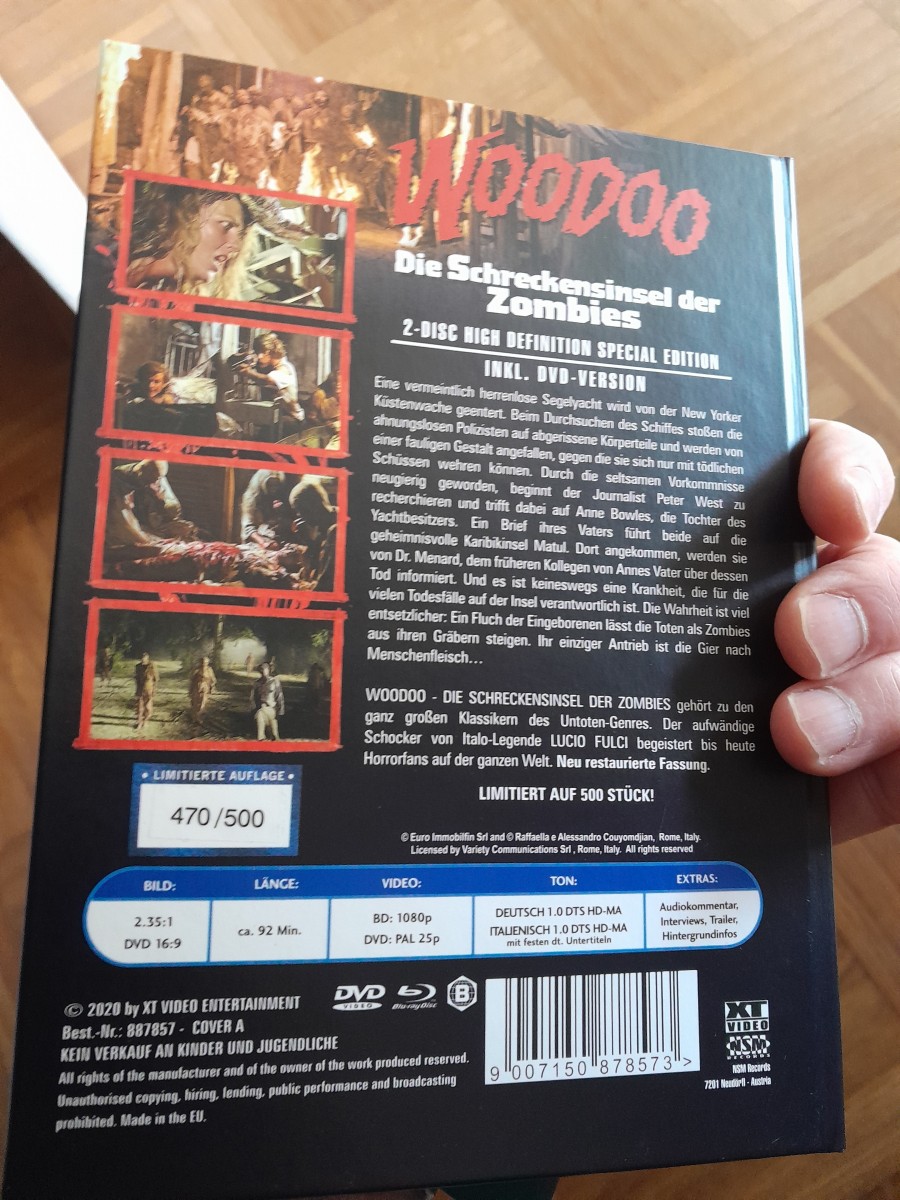 WOODOO
Die Schreckensinsel der
Zombies
2-DISC HIGH DEFINITION SPECIAL EDITION
INKL. DVD-VERSION
Eine vermeintlich herrenlose Segelyacht wird von der New Yorker
Küstenwache geentert. Beim Durchsuchen des Schiffes stoßen die
ahnungslosen Polizisten auf abgerissene Körperteile und werden von
einer fauligen Gestalt angefallen, gegen die sie sich nur mit tödlichen
Schüssen wehren können. Durch die seltsamen Vorkommnisse
neugierig geworden, beginnt der Journalist Peter West zu
recherchieren und trifft dabei auf Anne Bowles, die Tochter des
Yachtbesitzers. Ein Brief ihres Vaters führt beide auf die
geheimnisvolle Karibikinsel Matul. Dort angekommen, werden sie
von Dr. Menard, dem früheren Kollegen von Annes Vater über dessen
Tod informiert. Und es ist keineswegs eine Krankheit, die für die
vielen Todesfälle auf der Insel verantwortlich ist. Die Wahrheit ist viel
entsetzlicher: Ein Fluch der Eingeborenen lässt die Toten als Zombies
aus ihren Gräbern steigen. Ihr einziger Antrieb ist die Gier nach
Menschenfleisch...
WOODOO - DIE SCHRECKENSINSEL DER ZOMBIES gehört zu den
ganz großen Klassikern des Untoten-Genres. Der aufwändige
Schocker von Italo-Legende LUCIO FULCI begeistert bis heute
Horrorfans auf der ganzen Welt. Neu restaurierte Fassung.
LIMITIERT AUF 500 STÜCK!
• LIMITIERTE AUFLAGE •
470/500
© Euro Immobilfin Srl and © Raffaella e Alessandro Couyomdjian, Rome, Italy.
Licensed by Variety Communications Srl, Rome, Italy. All rights reserved
BILD: LÄNGE: VIDEO: TON: EXTRAS:
2.35:1
DVD 16:9
ca. 92 Min.
BD: 1080p
DVD: PAL 25p
DEUTSCH 1.0 DTS HD-MA
ITALIENISCH 1.0 DTS HD-MA
mit festen dt. Untertiteln
Audiokommentar,
Interviews, Trailer,
Hintergrundinfos
© 2020 by XT VIDEO ENTERTAINMENT
Best.-Nr.: 887857 - COVER A
KEIN VERKAUF AN KINDER UND JUGENDLICHE
All rights of the manufacturer and of the owner of the work produced reserved.
Unauthorised copying, hiring, lending, public performance and broadcasting
prohibited. Made in the EU.
DVD VIDEO
Blu-ray Disc
B
9 007150 878573 >
XT
VIDEO
NSM
RECORDS
NSM Records
7201 Neudörfl - Austria